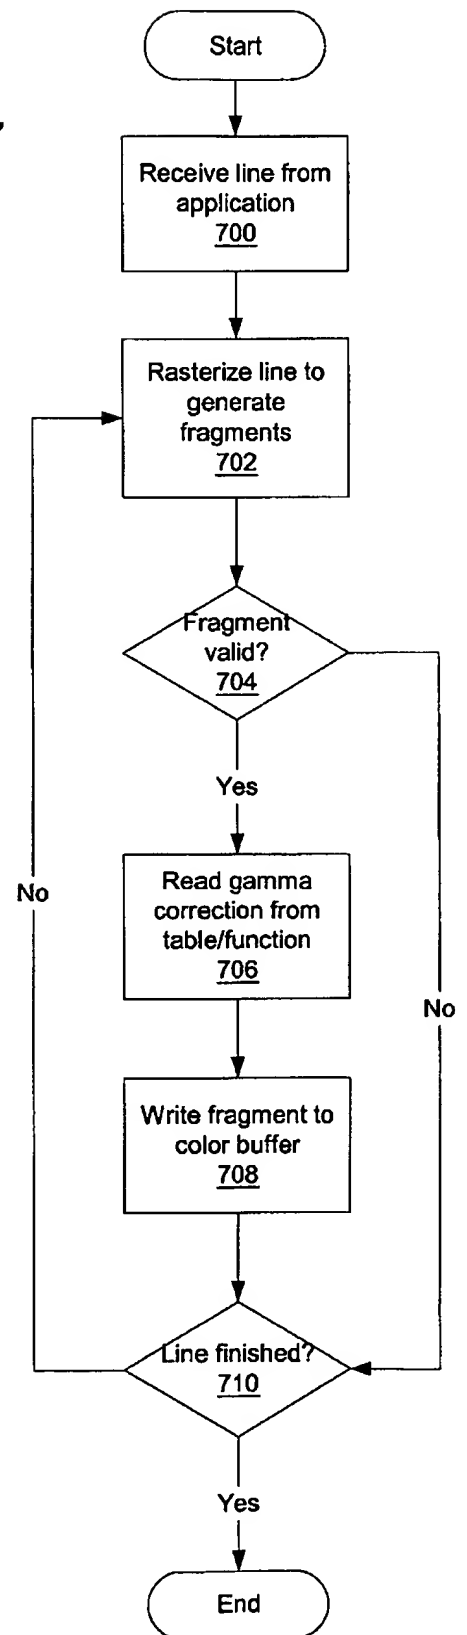 Start
Receive line from
application
700
Rasterize line to
generate
fragments
702
Fragment
valid?
704
Yes
Read gamma
correction from
table/function
706
No
No
Write fragment to
color buffer
708
Line finished?
710
Yes
End